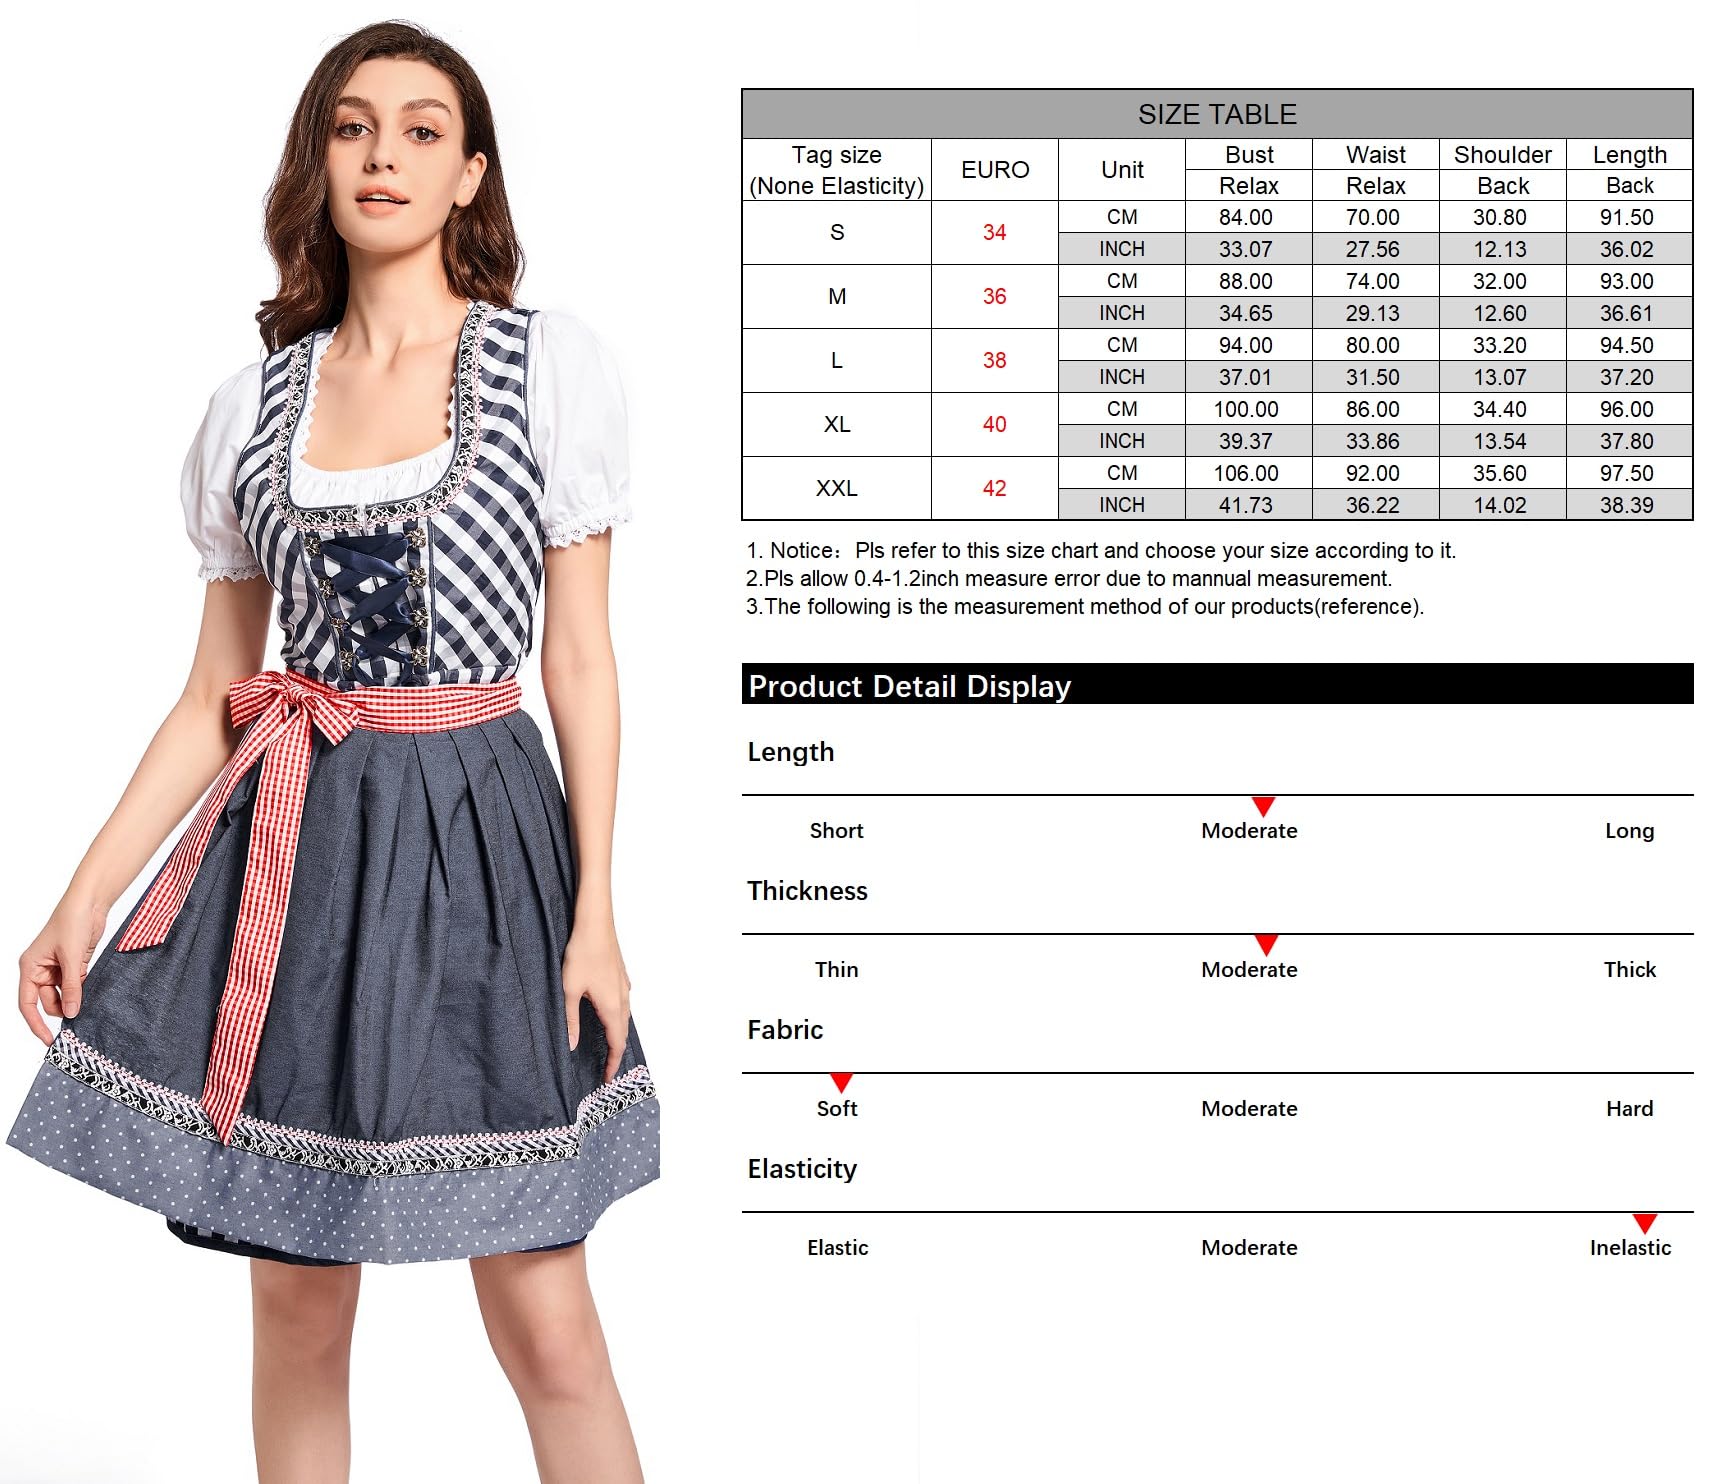 SIZE TABLE
Tag size (None Elasticity) EURO Unit Bust Waist Shoulder Length
Relax Relax Back Back
S 34 CM 84.00 70.00 30.80 91.50
INCH 33.07 27.56 12.13 36.02
M 36 CM 88.00 74.00 32.00 93.00
INCH 34.65 29.13 12.60 36.61
L 38 CM 94.00 80.00 33.20 94.50
INCH 37.01 31.50 13.07 37.20
XL 40 CM 100.00 86.00 34.40 96.00
INCH 39.37 33.86 13.54 37.80
XXL 42 CM 106.00 92.00 35.60 97.50
INCH 41.73 36.22 14.02 38.39
1. Notice：Pls refer to this size chart and choose your size according to it.
2.Pls allow 0.4-1.2inch measure error due to mannual measurement.
3.The following is the measurement method of our products(reference).
Product Detail Display
Length
Short Moderate Long
Thickness
Thin Moderate Thick
Fabric
Soft Moderate Hard
Elasticity
Elastic Moderate Inelastic